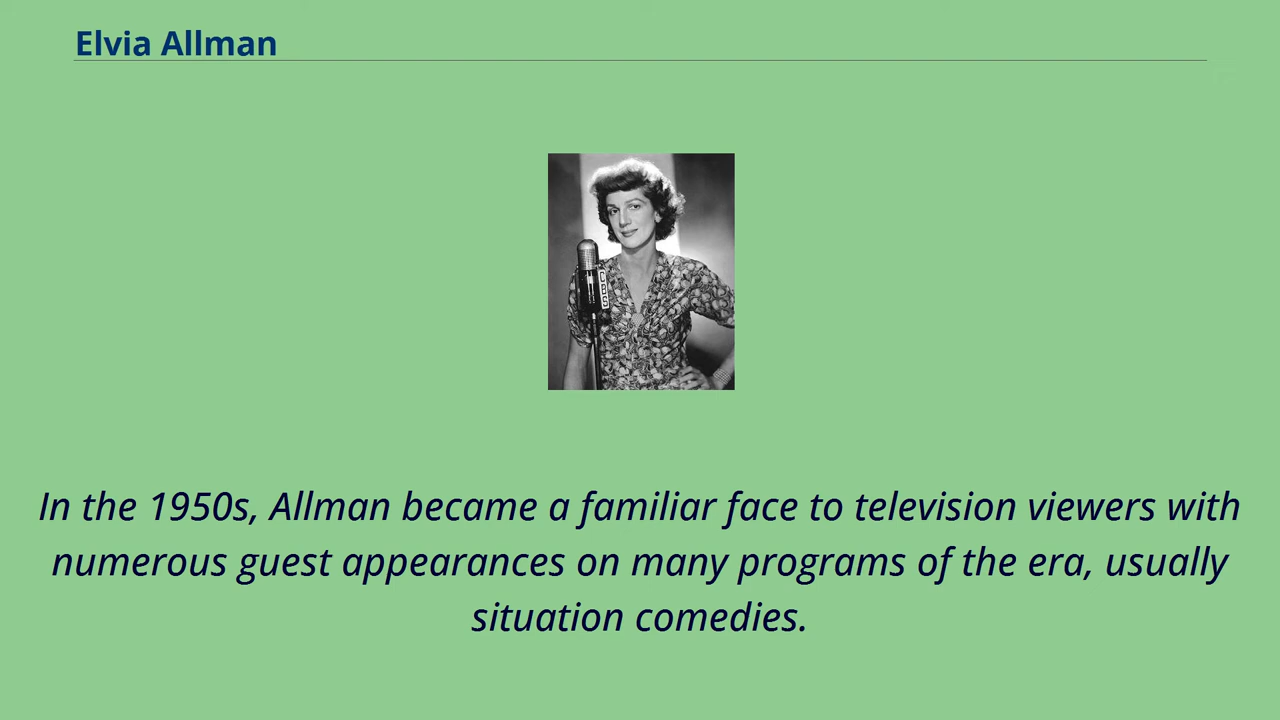 Elvia Allman
CBS
In the 1950s, Allman became a familiar face to television viewers with
numerous guest appearances on many programs of the era, usually
situation comedies.